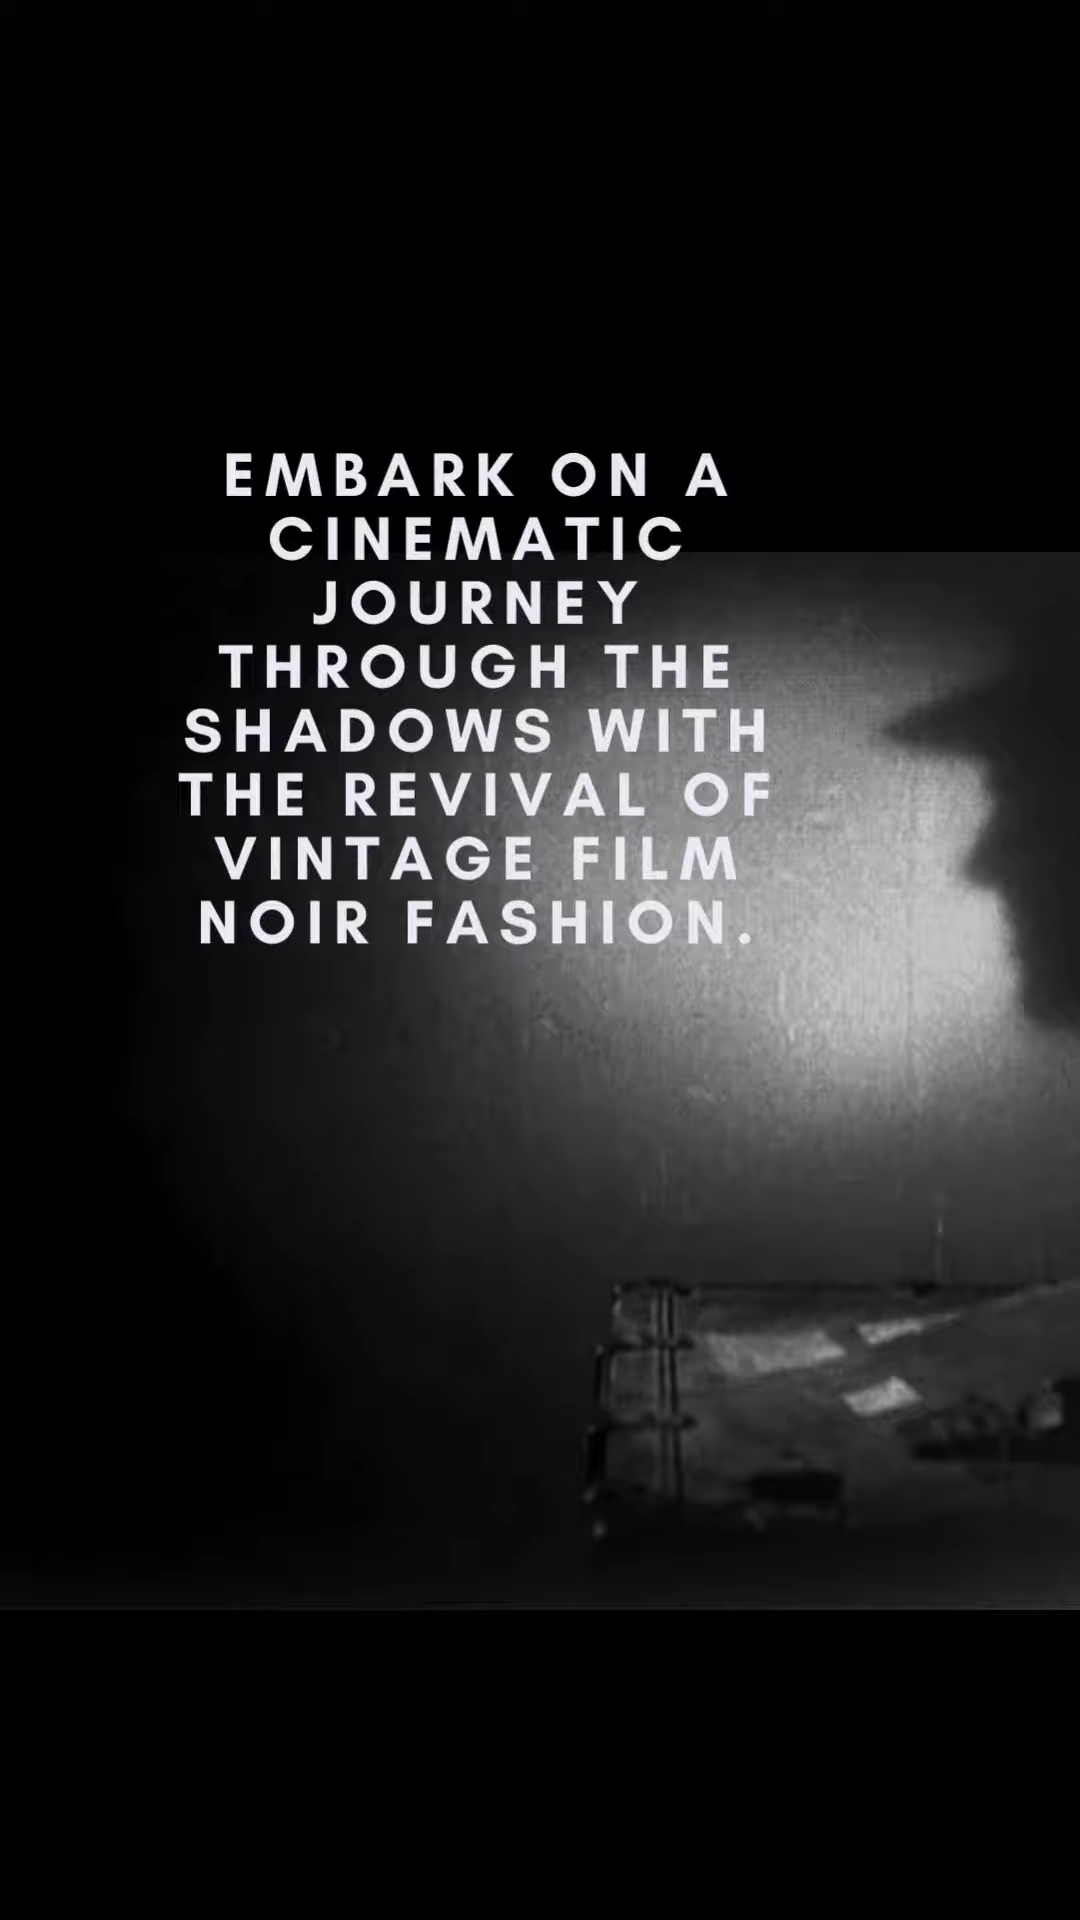 EMBARK ON A
CINEMATIC
JOURNEY
THROUGH THE
SHADOWS WITH
THE REVIVAL OF
VINTAGE FILM
NOIR FASHION.